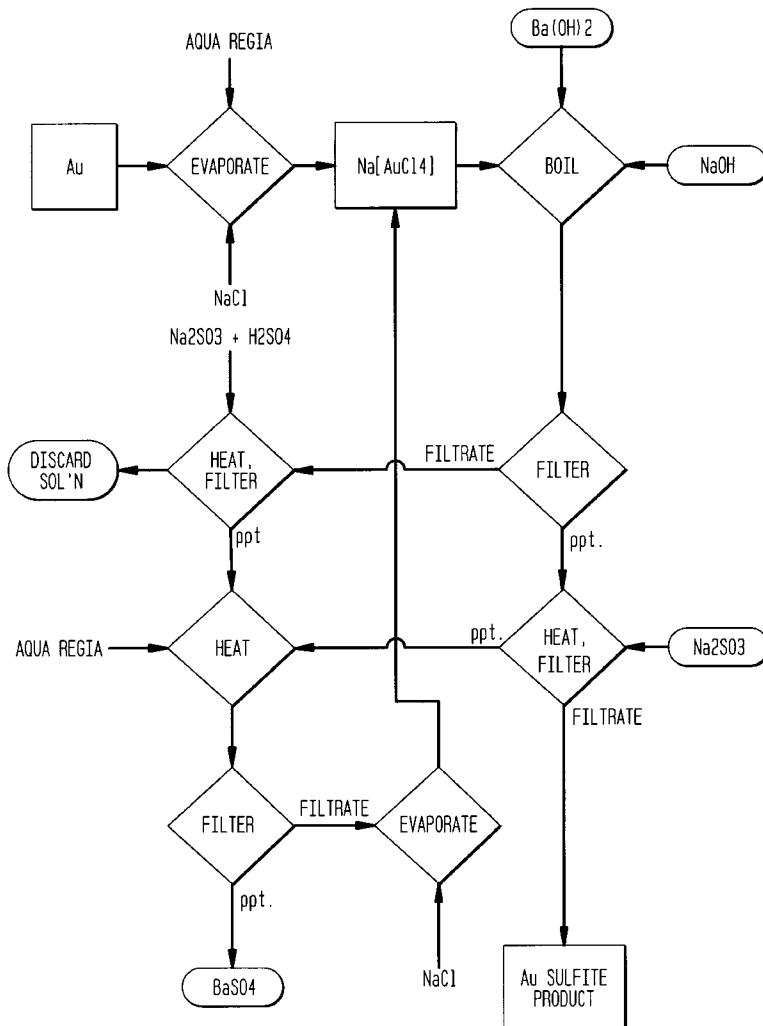 AQUA REGIA
Ba(OH)2
Au
EVAPORATE
Na[AuCl4]
BOIL
NaOH
NaCl
Na2SO3 + H2SO4
DISCARD
SOL'N
HEAT,
FILTER
FILTRATE
FILTER
ppt
ppt.
AQUA REGIA
HEAT
ppt.
HEAT,
FILTER
Na2SO3
FILTRATE
FILTER
FILTRATE
EVAPORATE
ppt.
BaSO4
NaCl
Au SULFITE
PRODUCT